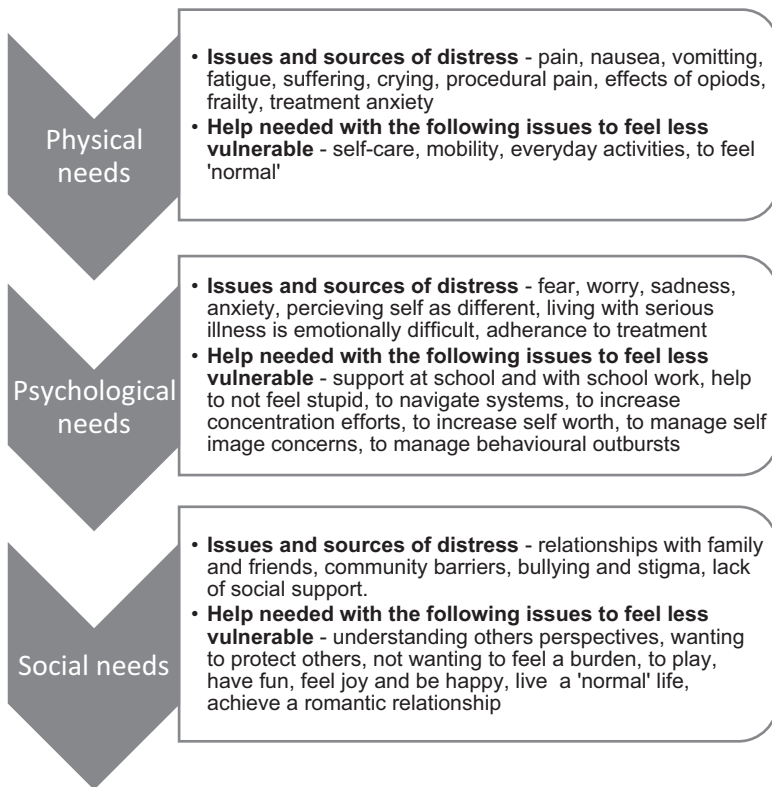 Physical
needs
• Issues and sources of distress - pain, nausea, vomitting,
fatigue, suffering, crying, procedural pain, effects of opiods,
frailty, treatment anxiety
• Help needed with the following issues to feel less
vulnerable - self-care, mobility, everyday activities, to feel
'normal'
Psychological
needs
• Issues and sources of distress - fear, worry, sadness,
anxiety, percieving self as different, living with serious
illness is emotionally difficult, adherence to treatment
• Help needed with the following issues to feel less
vulnerable - support at school and with school work, help
to not feel stupid, to navigate systems, to increase
concentration efforts, to increase self worth, to manage self
image concerns, to manage behavioural outbursts
Social needs
• Issues and sources of distress - relationships with family
and friends, community barriers, bullying and stigma, lack
of social support.
• Help needed with the following issues to feel less
vulnerable - understanding others perspectives, wanting
to protect others, not wanting to feel a burden, to play,
have fun, feel joy and be happy, live a 'normal' life,
achieve a romantic relationship